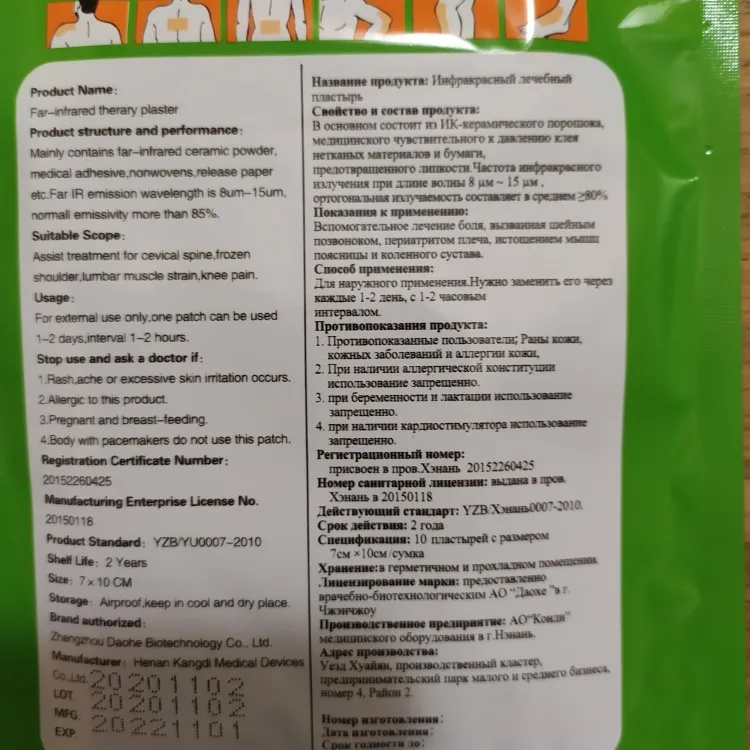 Product Name:
Far-infrared therary plaster
Product structure and performance:
Mainly contains far-infrared ceramic powder,
medical adhesive,nonwovens,release paper
etc.Far IR emission wavelength is 8um-15um,
normall emissivity more than 85%.
Suitable Scope:
Assist treatment for cevical spine,frozen
shoulder,lumbar muscle strain,knee pain.
Usage:
For external use only,one patch can be used
1-2 days,interval 1-2 hours.
Stop use and ask a doctor if:
1.Rash,ache or excessive skin irritation occurs.
2.Allergic to this product.
3.Pregnant and breast-feeding.
4.Body with pacemakers do not use this patch.
Registration Certificate Number:
20152260425
Manufacturing Enterprise License No.
20150118
Product Standard: YZB/YU0007-2010
Shelf Life: 2 Years
Size: 7×10 CM
Storage: Airproof,keep in cool and dry place.
Brand authorized:
Zhengzhou Daohe Biotechnology Co., Ltd.
Manufacturer: Henan Kangdi Medical Devices
Co.,Ltd.
LOT. 20201102
MFG. 20201102
EXP. 20221101
Название продукта: Инфракрасный лечебный
пластырь
Свойство и состав продукта:
В основном состоит из ИК-керамического порошока,
медицинского чувствительного к давлению клея
нетканых материалов и бумаги,
предотвращенного липкости.Частота инфракрасного
излучения при длине волны 8 μм ~ 15 μм ,
ортогональная излучаемость составляет в среднем ≥80%
Показания к применению:
Вспомогательное лечение боля, вызванная шейным
позвоноком, периатритом плеча, истощением мышц
поясницы и коленного сустава.
Способ применения:
Для наружного применения.Нужно заменить его через
каждые 1-2 день, с 1-2 часовым
интервалом.
Противопоказания продукта:
1. Противопоказанные пользователи; Раны кожи,
кожных заболеваний и аллергии кожи,
2. При наличии аллергической конституции
использование запрещенно.
3. при беременности и лактации использование
запрещенно.
4. при наличии кардиостимулятора использование
запрещенно.
Регистрационный номер:
присвоен в пров.Хэнань 20152260425
Номер санитарной лицензии: выдана в пров.
Хэнань в 20150118
Действующий стандарт: YZB/Хэнань0007-2010.
Срок действия: 2 года
Спецификация: 10 пластырей с размером
7см ×10см/сумка
Хранение:в герметичном и прохладном помещении.
.Лицензирование марки: предоставленно
врачебно-биотехнологическим АО "Даохе "в г.
Чжэнчжоу
Производственное предприятие: АО"Конди"
медицинского оборудования в г.Нэнань.
Адрес производства:
Уезд Хуайян, производственный кластер,
предпринимательский парк малого и среднего бизнеса,
номер 4, Район 2.
Номер изготовления:
Дата изготовления:
Срок годности до: